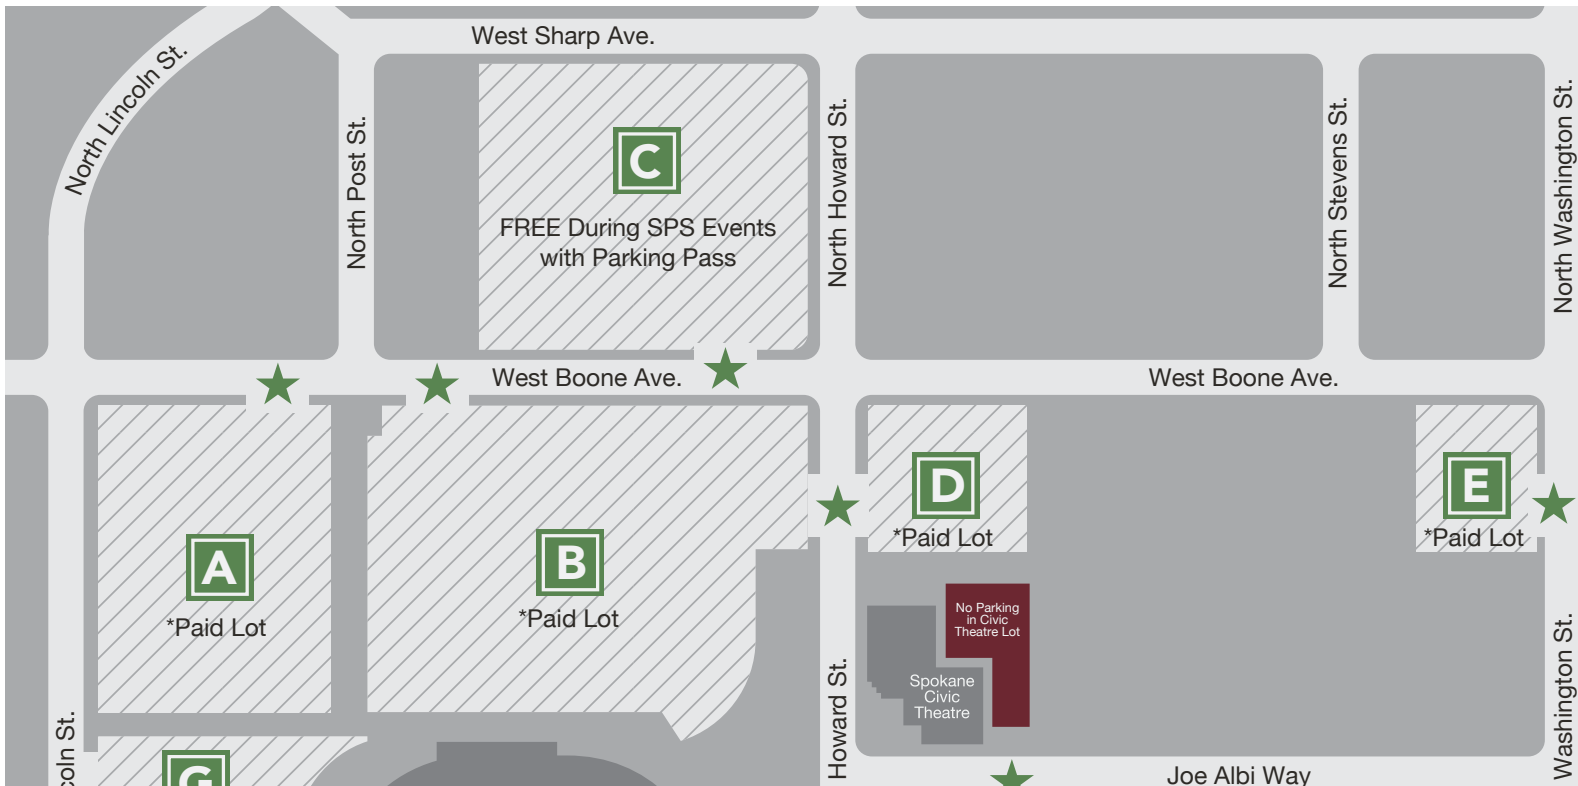 West Sharp Ave.
North Lincoln St.
North Post St.
C
FREE During SPS Events
with Parking Pass
North Howard St.
North Stevens St.
North Washington St.
West Boone Ave.
West Boone Ave.
A
*Paid Lot
B
*Paid Lot
D
*Paid Lot
E
*Paid Lot
No Parking
in Civic
Theatre Lot
Spokane
Civic
Theatre
Howard St.
Washington St.
coln St.
G
Joe Albi Way